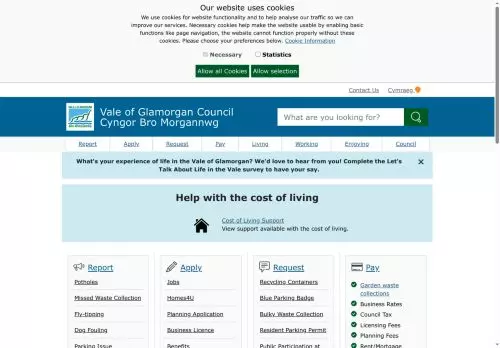 Our website uses cookies
We use cookies for website functionality and to help analyse our traffic so we can
improve our services. Necessary cookies help make the website usable by enabling basic
functions like page navigation, the website cannot function properly without these
cookies. Please choose your preferences below. Cookie Information
Necessary Statistics
Allow all Cookies Allow selection
Contact Us Cymraeg
Vale of Glamorgan Council
Cyngor Bro Morgannwg
What are you looking for?
Report Apply Request Pay Living Working Enjoying Council
What's your experience of life in the Vale of Glamorgan? We'd love to hear from you! Complete the Let's
Talk About Life in the Vale survey to have your say.
Help with the cost of living
Cost of Living Support
View support available with the cost of living.
Report
Potholes
Missed Waste Collection
Fly-tipping
Dog Fouling
Parking Issue
Apply
Jobs
Homes4U
Planning Application
Business Licence
Benefits
Request
Recycling Containers
Blue Parking Badge
Bulky Waste Collection
Resident Parking Permit
Public Participation at
Pay
Garden waste
collections
Business Rates
Council Tax
Licensing Fees
Planning Fees
Rent/Mortgage